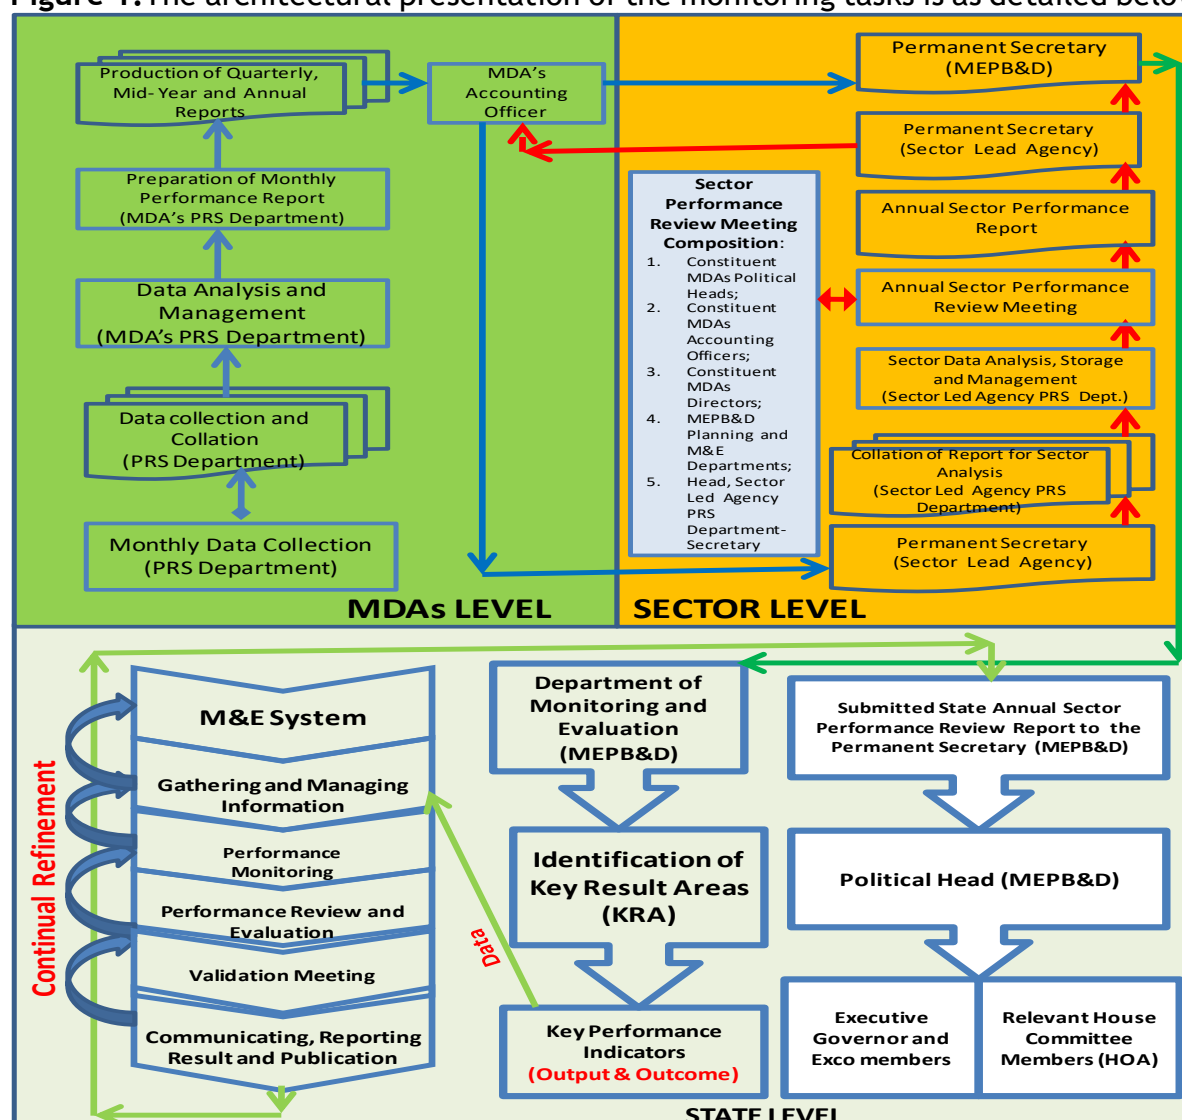 Figure 1: The architectural presentation of the monitoring tasks is as detailed below
Production of Quarterly,
Mid- Year and Annual
Reports
MDA's
Accounting
Officer
Preparation of Monthly
Performance Report
(MDA's PRS Department)
Data Analysis and
Management
(MDA's PRS Department)
Data collection and
Collation
(PRS Department)
Monthly Data Collection
(PRS Department)
MDAs LEVEL
Permanent Secretary
(MEPB&D)
Permanent Secretary
(Sector Lead Agency)
Annual Sector Performance
Report
Annual Sector Performance
Review Meeting
Sector Data Analysis, Storage
and Management
(Sector Led Agency PRS Dept.)
Collation of Report for Sector
Analysis
(Sector Led Agency PRS
Department)
Permanent Secretary
(Sector Lead Agency)
Sector
Performance
Review Meeting
Composition:
1. Constituent
MDAs Political
Heads;
2. Constituent
MDAs
Accounting
Officers;
3. Constituent
MDAs
Directors;
4. MEPB&D
Planning and
M&E
Departments;
5. Head, Sector
Led Agency
PRS
Department-
Secretary
SECTOR LEVEL
Continual Refinement
M&E System
Gathering and Managing
Information
Performance
Monitoring
Performance Review and
Evaluation
Validation Meeting
Communicating, Reporting
Result and Publication
Data
Department of
Monitoring and
Evaluation
(MEPB&D)
Identification of
Key Result Areas
(KRA)
Key Performance
Indicators
(Output & Outcome)
Submitted State Annual Sector
Performance Review Report to the
Permanent Secretary (MEPB&D)
Political Head (MEPB&D)
Executive
Governor and
Exco members
Relevant House
Committee
Members (HOA)
STATE LEVEL